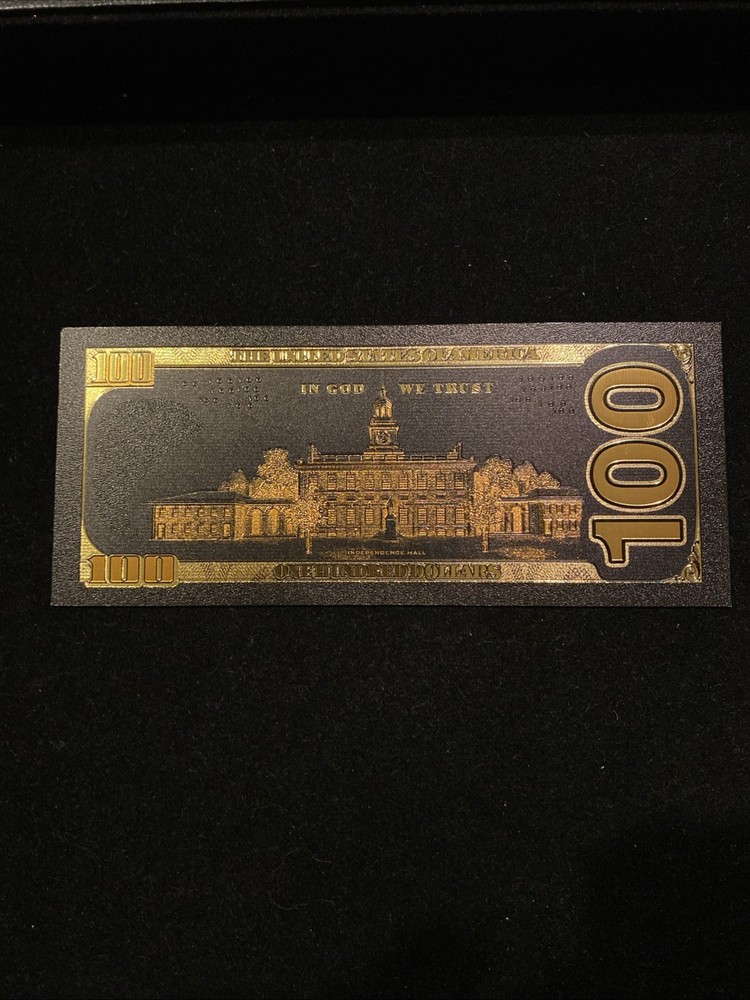 100
THE UNITED STATES OF AMERICA
IN GOD WE TRUST
100
INDEPENDENCE HALL
100
ONE HUNDRED DOLLARS